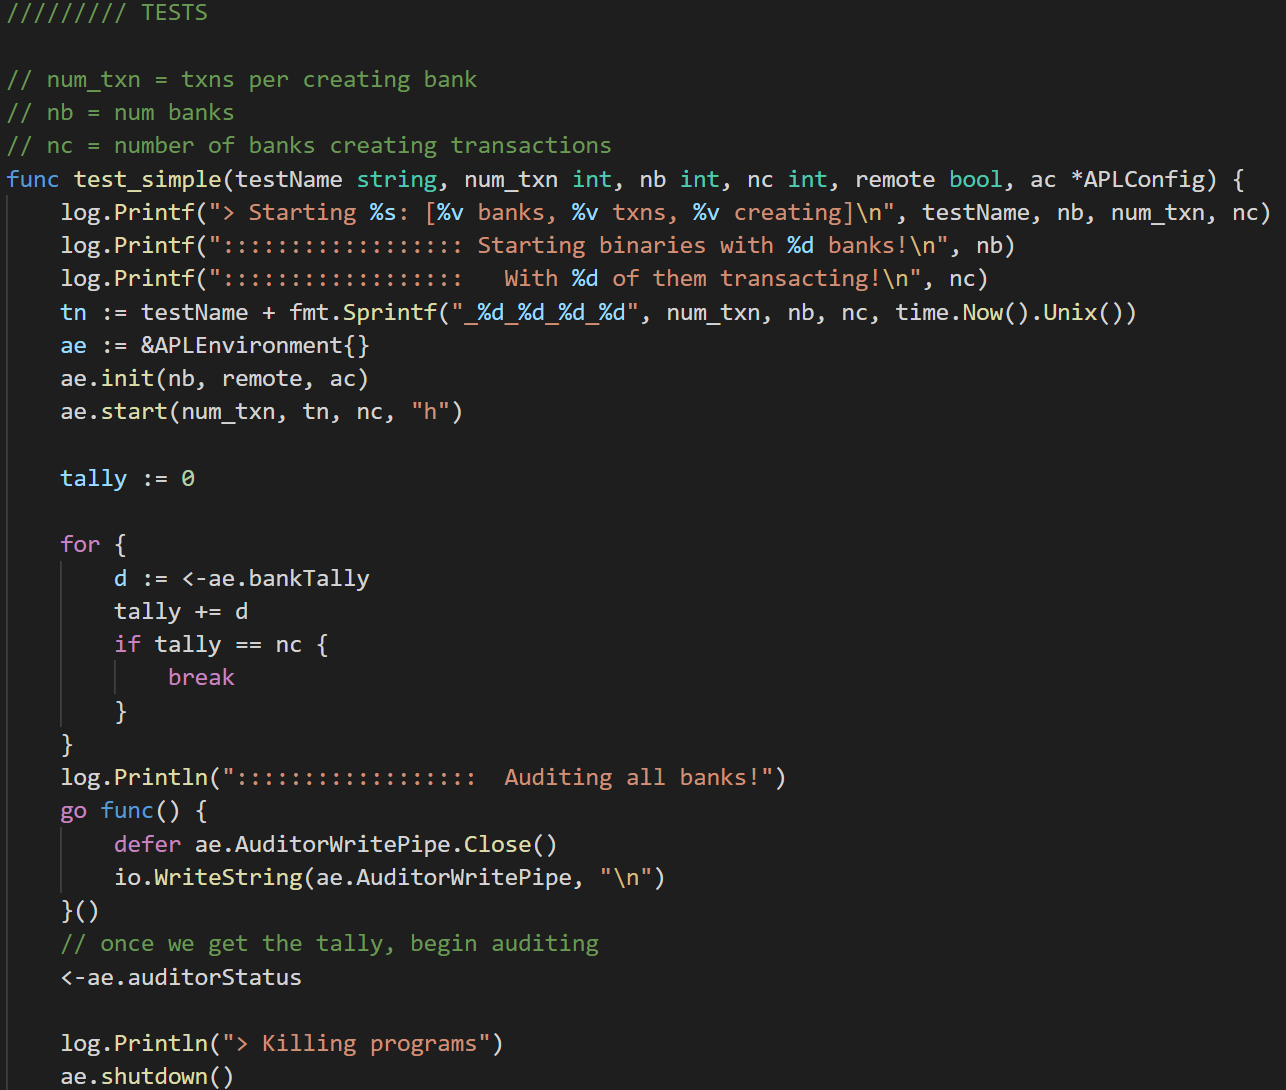 ///////// TESTS
// num_txn = txns per creating bank
// nb = num banks
// nc = number of banks creating transactions
func test_simple(testName string, num_txn int, nb int, nc int, remote bool, ac *APLConfig) {
log.Printf("> Starting %s: [%v banks, %v txns, %v creating]\n", testName, nb, num_txn, nc)
log.Printf(":::::::::::::::::: Starting binaries with %d banks!\n", nb)
log.Printf("::::::::::::::::::   With %d of them transacting!\n", nc)
tn := testName + fmt.Sprintf("_%d_%d_%d_%d", num_txn, nb, nc, time.Now().Unix())
ae := &APLEnvironment{}
ae.init(nb, remote, ac)
ae.start(num_txn, tn, nc, "h")
tally := 0
for {
d := <-ae.bankTally
tally += d
if tally == nc {
break
}
}
log.Println("::::::::::::::::::  Auditing all banks!")
go func() {
defer ae.AuditorWritePipe.Close()
io.WriteString(ae.AuditorWritePipe, "\n")
}()
// once we get the tally, begin auditing
<-ae.auditorStatus
log.Println("> Killing programs")
ae.shutdown()